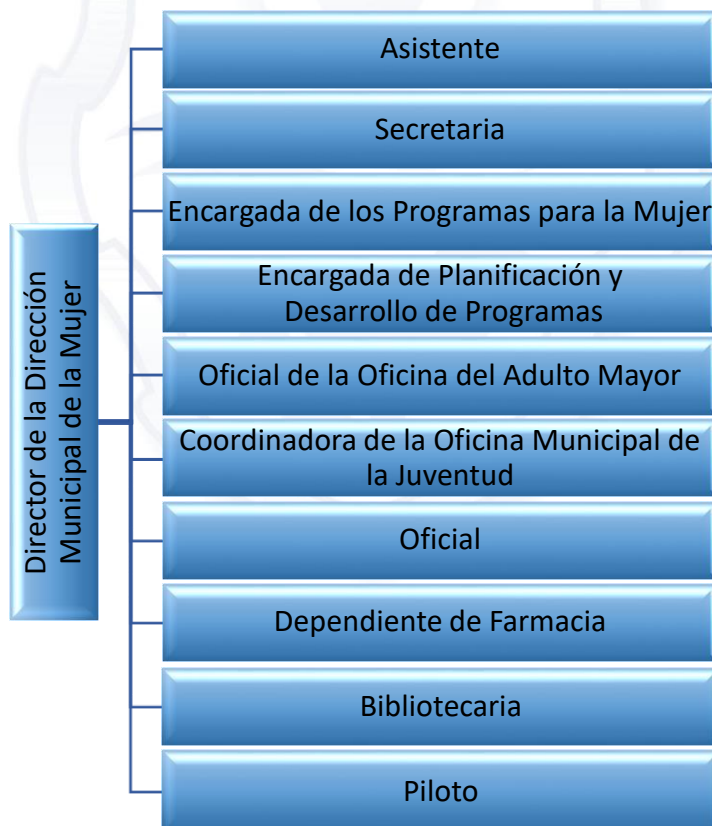 Director de la Dirección
Municipal de la Mujer
Asistente
Secretaria
Encargada de los Programas para la Mujer
Encargada de Planificación y
Desarrollo de Programas
Oficial de la Oficina del Adulto Mayor
Coordinadora de la Oficina Municipal de
la Juventud
Oficial
Dependiente de Farmacia
Bibliotecaria
Piloto